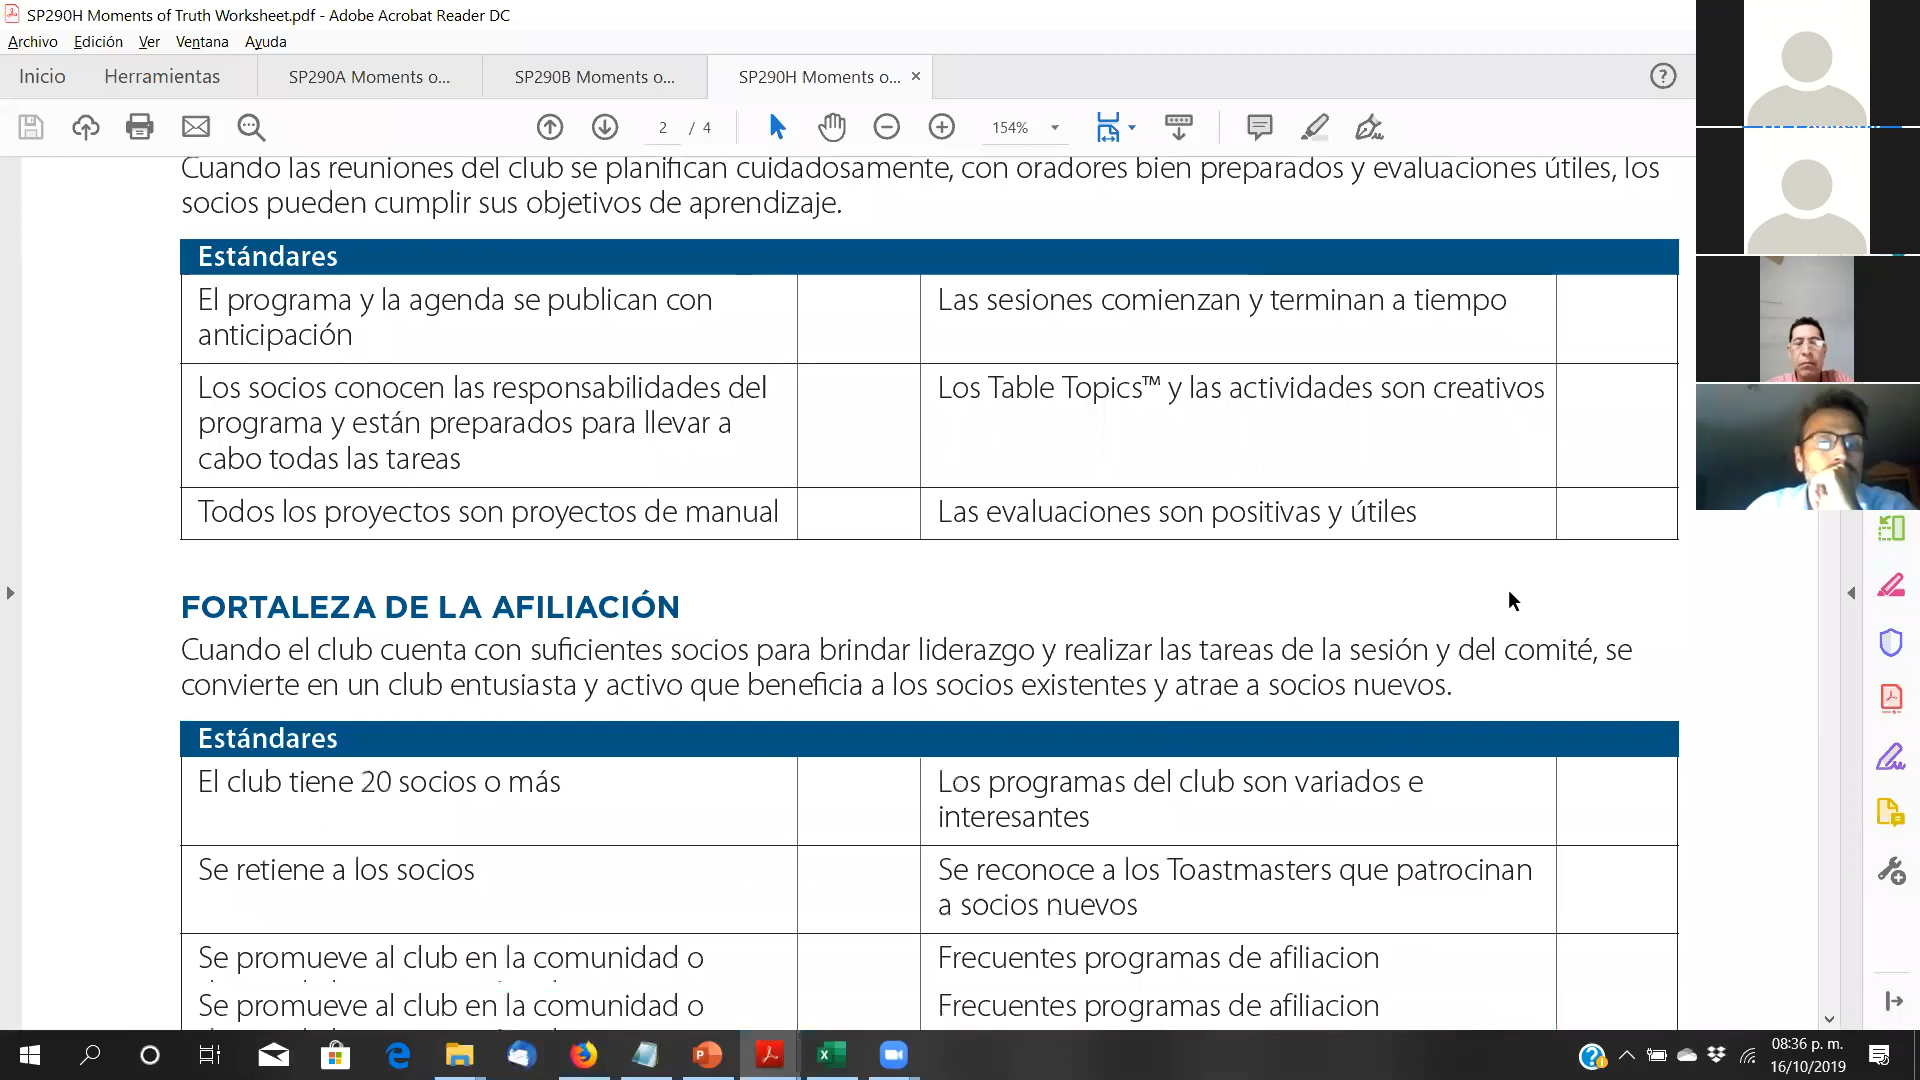 SP290H Moments of Truth Worksheet.pdf - Adobe Acrobat Reader DC
Archivo Edición Ver Ventana Ayuda
Inicio Herramientas SP290A Moments o... SP290B Moments o... SP290H Moments o... ×
2 / 4 154%
Cuando las reuniones del club se planifican cuidadosamente, con oradores bien preparados y evaluaciones útiles, los
socios pueden cumplir sus objetivos de aprendizaje.
Estándares
El programa y la agenda se publican con
anticipación
Las sesiones comienzan y terminan a tiempo
Los socios conocen las responsabilidades del
programa y están preparados para llevar a
cabo todas las tareas
Los Table Topics™ y las actividades son creativos
Todos los proyectos son proyectos de manual
Las evaluaciones son positivas y útiles
FORTALEZA DE LA AFILIACIÓN
Cuando el club cuenta con suficientes socios para brindar liderazgo y realizar las tareas de la sesión y del comité, se
convierte en un club entusiasta y activo que beneficia a los socios existentes y atrae a socios nuevos.
Estándares
El club tiene 20 socios o más
Los programas del club son variados e
interesantes
Se retiene a los socios
Se reconoce a los Toastmasters que patrocinan
a socios nuevos
Se promueve al club en la comunidad o
Frecuentes programas de afiliacion
Se promueve al club en la comunidad o
Frecuentes programas de afiliacion
08:36 p. m.
16/10/2019